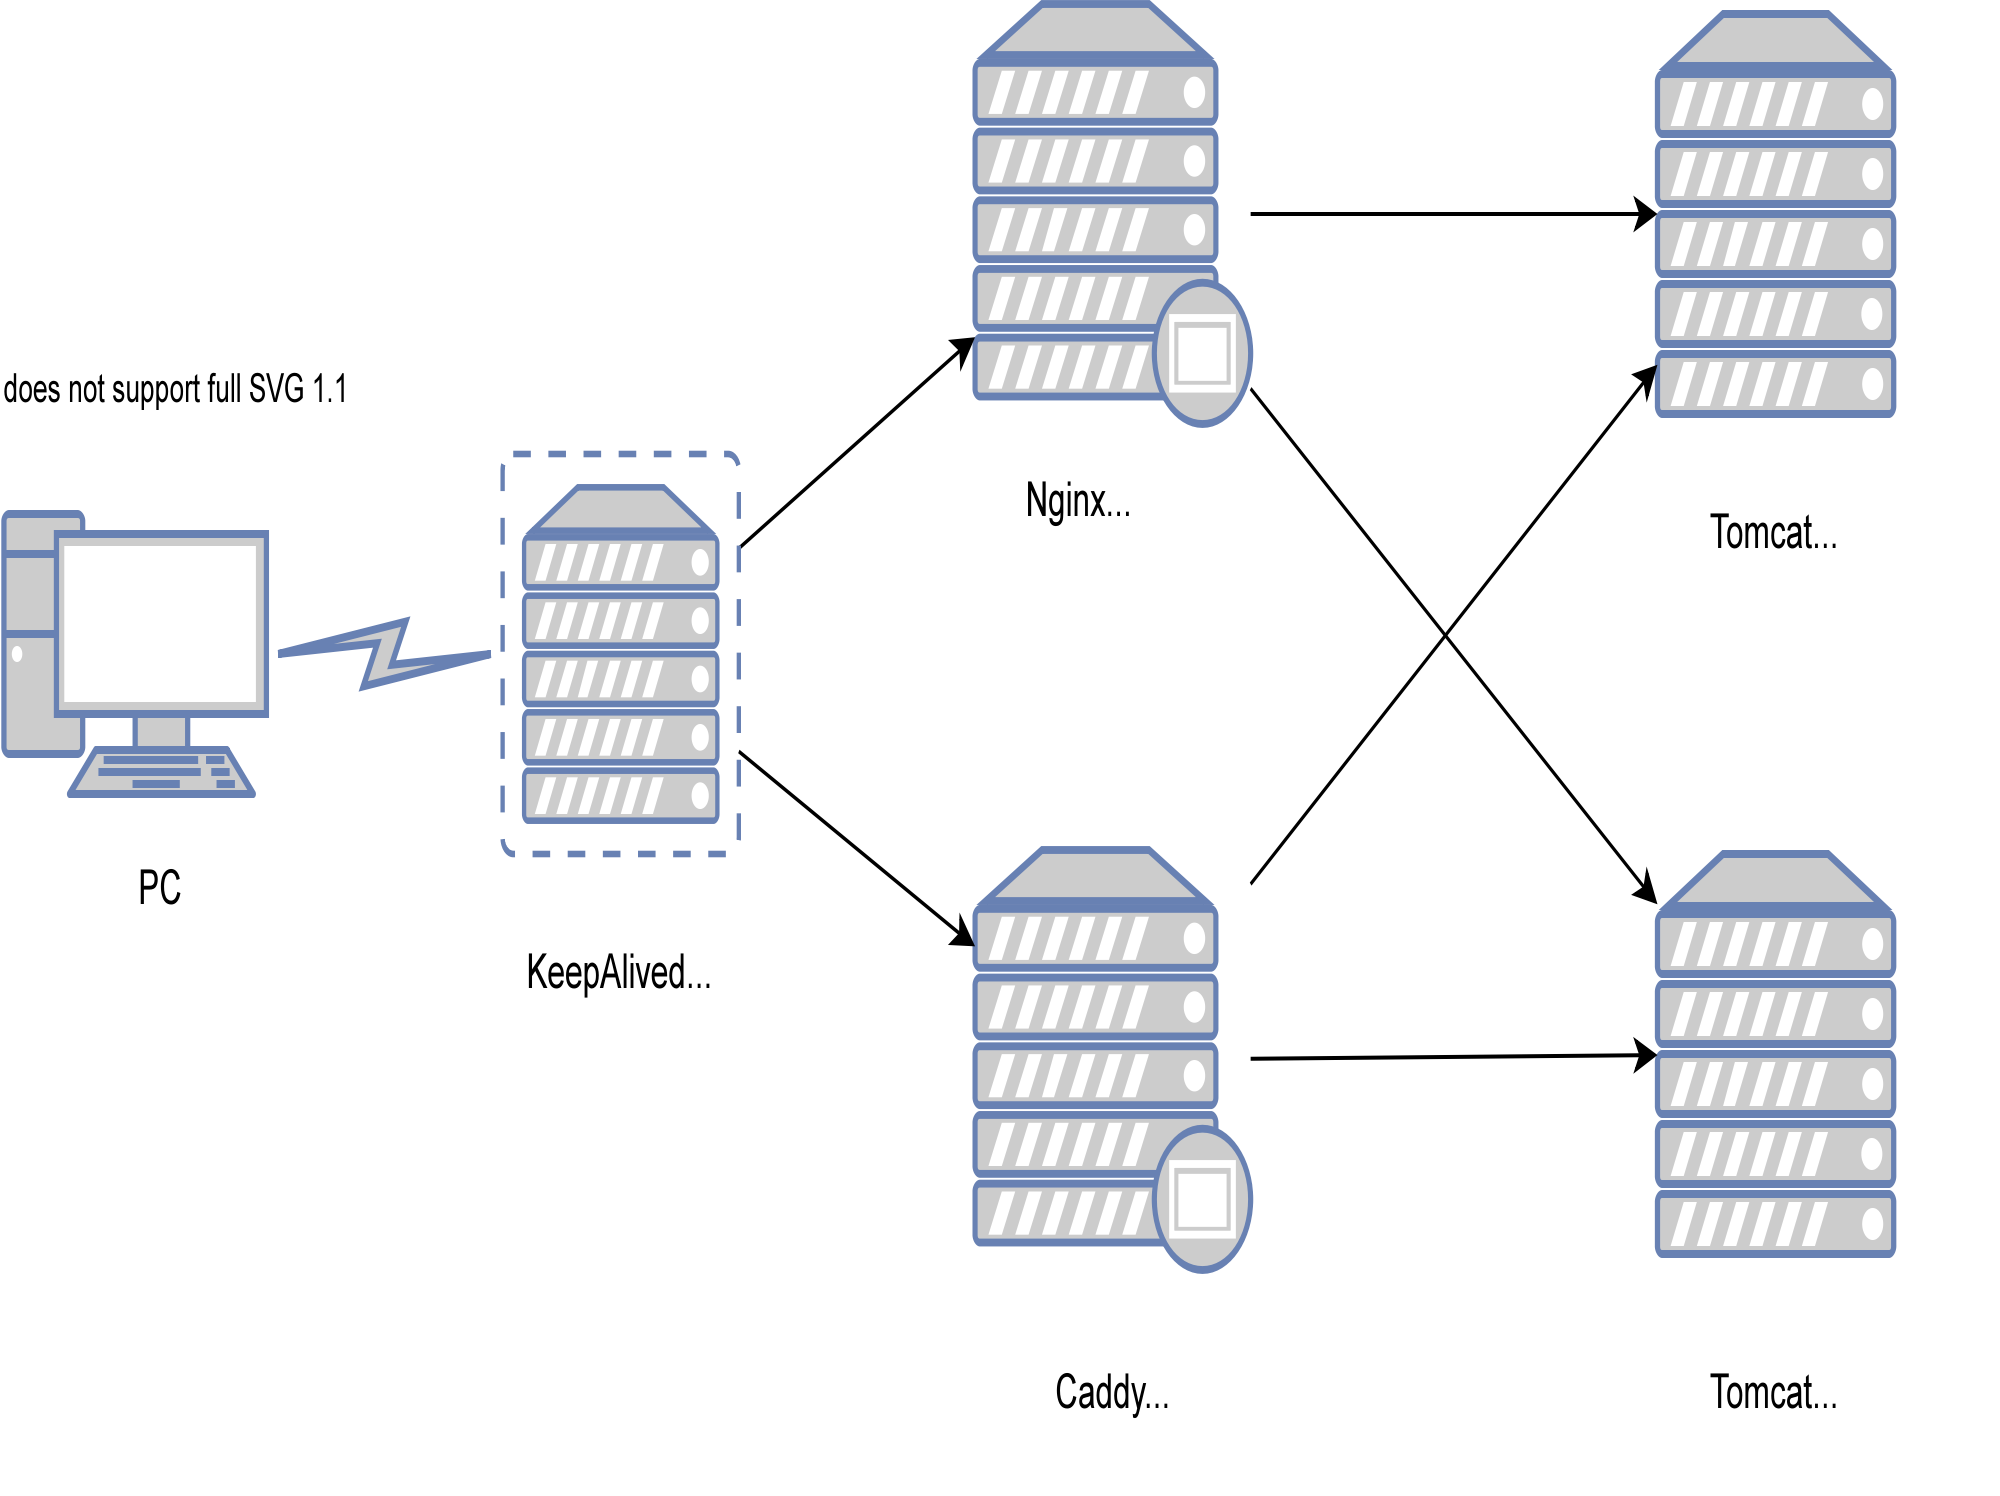 does not support full SVG 1.1
Nginx...
Tomcat...
PC
KeepAlived...
Caddy...
Tomcat...